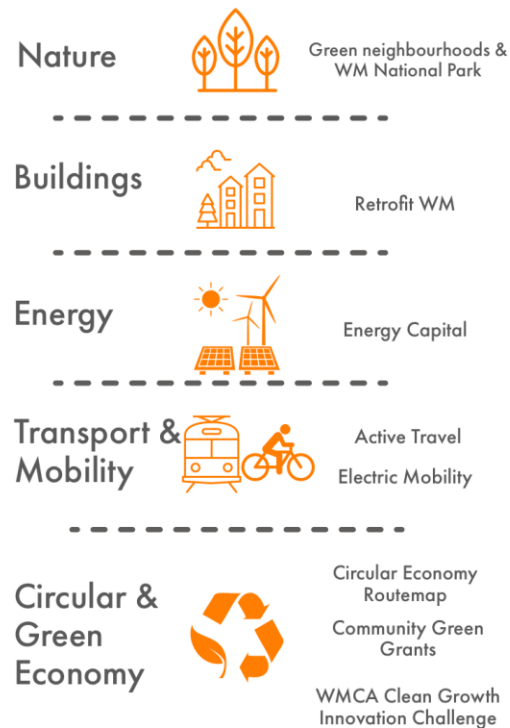 Nature
Green neighbourhoods &
WM National Park
Buildings
Retrofit WM
Energy
Energy Capital
Transport &
Mobility
Active Travel
Electric Mobility
Circular &
Green
Economy
Circular Economy
Routemap
Community Green
Grants
WMCA Clean Growth
Innovation Challenge